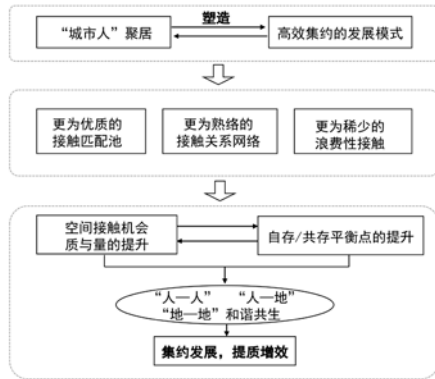 塑造
“城市人”聚居
高效集约的发展模式
更为优质的
接触匹配池
更为熟络的
接触关系网络
更为稀少的
浪费性接触
空间接触机会
质与量的提升
自存/共存平衡点的提升
“人—人” “人—地”
“地—地”和谐共生
集约发展，提质增效